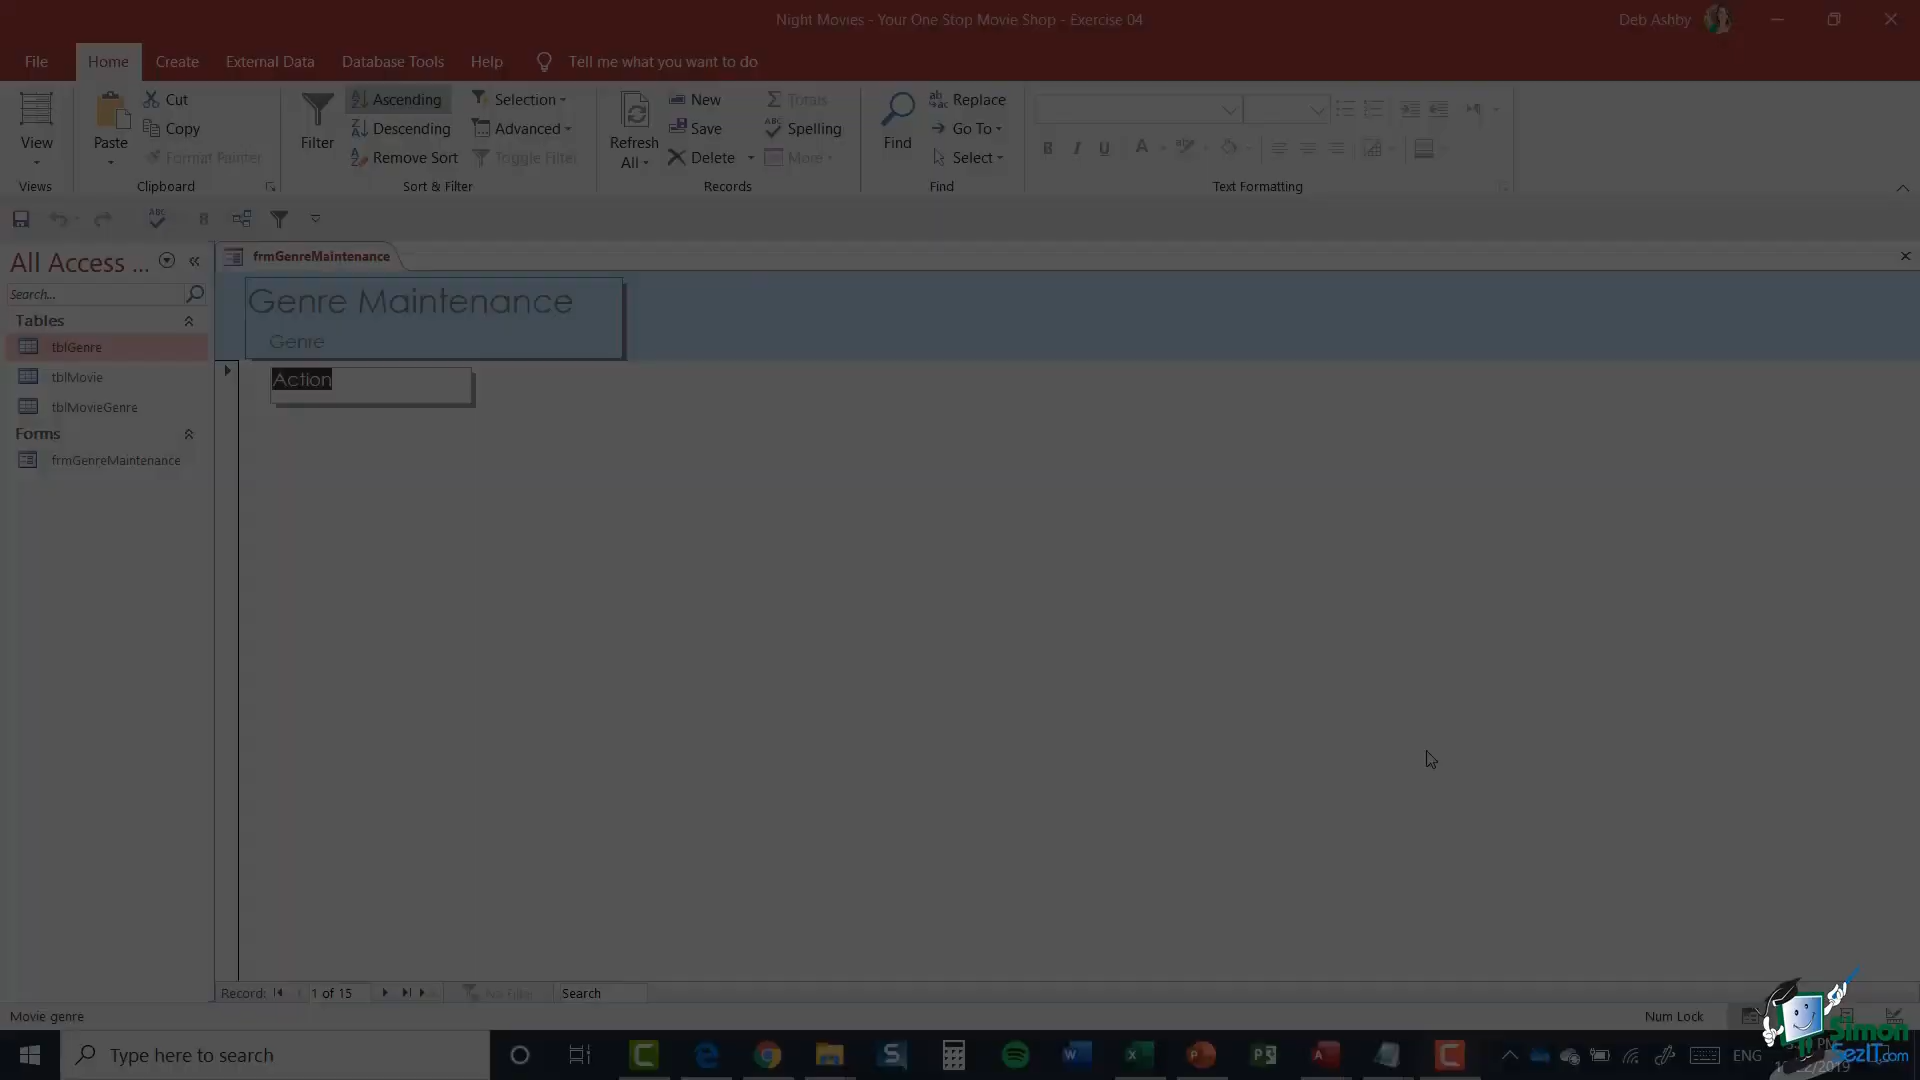 Night Movies - Your One Stop Movie Shop - Exercise 04
Deb Ashby
File Home Create External Data Database Tools Help Tell me what you want to do
View
Views
Paste
Cut
Copy
Format Painter
Clipboard
Filter
Ascending
Descending
Remove Sort
Selection
Advanced
Toggle Filter
Sort & Filter
Refresh
All
New
Save
Delete
Totals
Spelling
More
Records
Find
Replace
Go To
Select
Find
B I U A
Text Formatting
All Access ...
Search...
Tables
tblGenre
tblMovie
tblMovieGenre
Forms
frmGenreMaintenance
frmGenreMaintenance
Genre Maintenance
Genre
Action
Record: 1 of 15 No Filter Search
Movie genre
Num Lock
Type here to search
ENG
Simon
SezIT.com